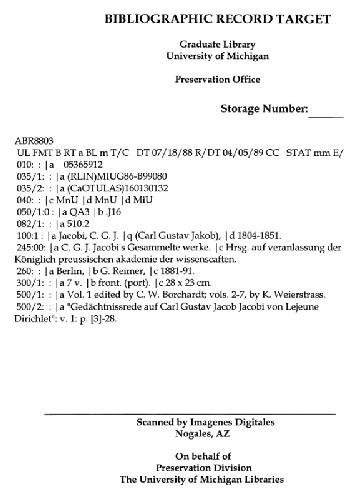 BIBLIOGRAPHIC RECORD TARGET
Graduate Library
University of Michigan
Preservation Office
Storage Number:
ABR8803
UL FMT B RT a BL m T/C DT 07/18/88 R/DT 04/05/89 CC STAT mm E/
010: : |a 05365912
035/1: : |a (RLIN)MIUG86-B99080
035/2: : |a (CaOTULAS)160130132
040: : |c MnU |d MnU |d MiU
050/1:0 : |a QA3 |b .J16
082/1: : |a 510.2
100:1 : |a Jacobi, C. G. J. |q (Carl Gustav Jakob), |d 1804-1851.
245:00: |a C. G. J. Jacobi's Gesammelte werke. |c Hrsg. auf veranlassung der
Königlich preussischen akademie der wissenscaften.
260: : |a Berlin, |b G. Reimer, |c 1881-91.
300/1: : |a 7 v. |b front. (port). |c 28 x 23 cm.
500/1: : |a Vol. 1 edited by C. W. Borchardt; vols. 2-7, by K. Weierstrass.
500/2: : |a "Gedächtnissrede auf Carl Gustav Jacob Jacobi von Lejeune
Dirichlet": v. 1: p. [3]-28.
Scanned by Imagenes Digitales
Nogales, AZ
On behalf of
Preservation Division
The University of Michigan Libraries